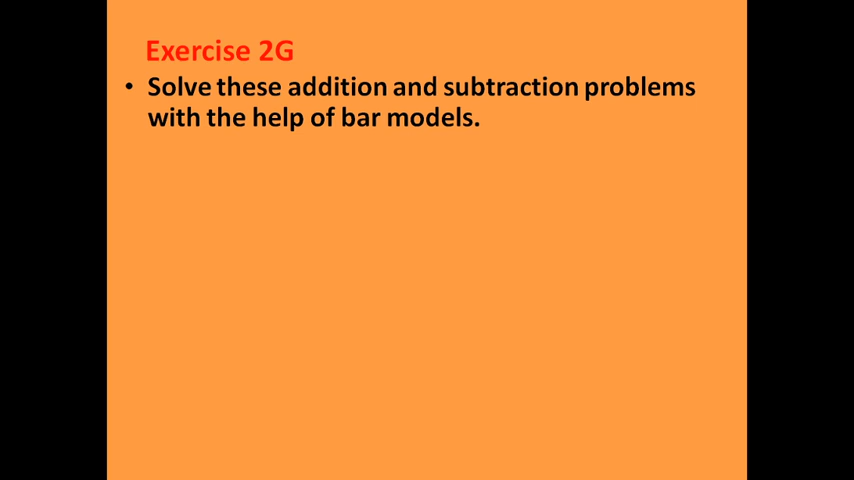 Exercise 2G
• Solve these addition and subtraction problems
with the help of bar models.